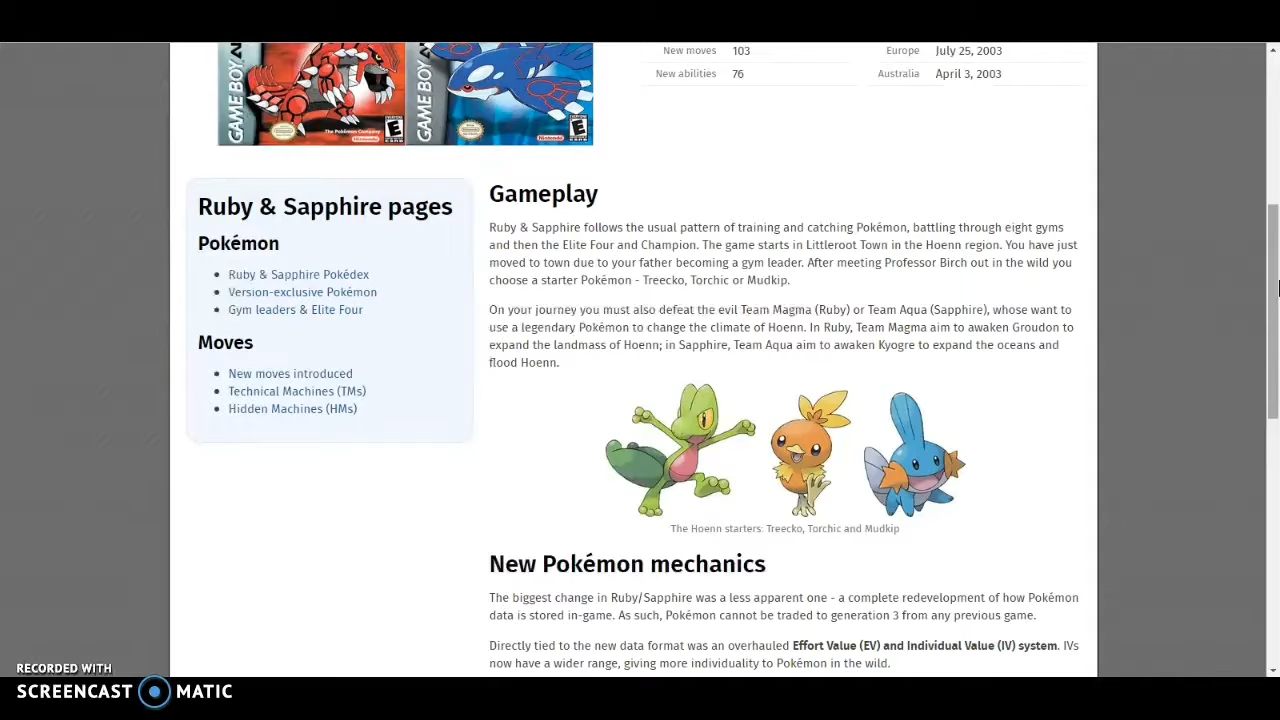 New moves 103
New abilities 76
Europe July 25, 2003
Australia April 3, 2003
GAME BOY
The Pokémon Company
Nintendo
EVERYONE
E
GAME BOY
Nintendo
EVERYONE
E
Ruby & Sapphire pages
Pokémon
Ruby & Sapphire Pokédex
Version-exclusive Pokémon
Gym leaders & Elite Four
Moves
New moves introduced
Technical Machines (TMs)
Hidden Machines (HMs)
Gameplay
Ruby & Sapphire follows the usual pattern of training and catching Pokémon, battling through eight gyms
and then the Elite Four and Champion. The game starts in Littleroot Town in the Hoenn region. You have just
moved to town due to your father becoming a gym leader. After meeting Professor Birch out in the wild you
choose a starter Pokémon - Treecko, Torchic or Mudkip.
On your journey you must also defeat the evil Team Magma (Ruby) or Team Aqua (Sapphire), whose want to
use a legendary Pokémon to change the climate of Hoenn. In Ruby, Team Magma aim to awaken Groudon to
expand the landmass of Hoenn; in Sapphire, Team Aqua aim to awaken Kyogre to expand the oceans and
flood Hoenn.
The Hoenn starters: Treecko, Torchic and Mudkip
New Pokémon mechanics
The biggest change in Ruby/Sapphire was a less apparent one - a complete redevelopment of how Pokémon
data is stored in-game. As such, Pokémon cannot be traded to generation 3 from any previous game.
Directly tied to the new data format was an overhauled Effort Value (EV) and Individual Value (IV) system. IVs
now have a wider range, giving more individuality to Pokémon in the wild.
RECORDED WITH
SCREENCAST MATIC